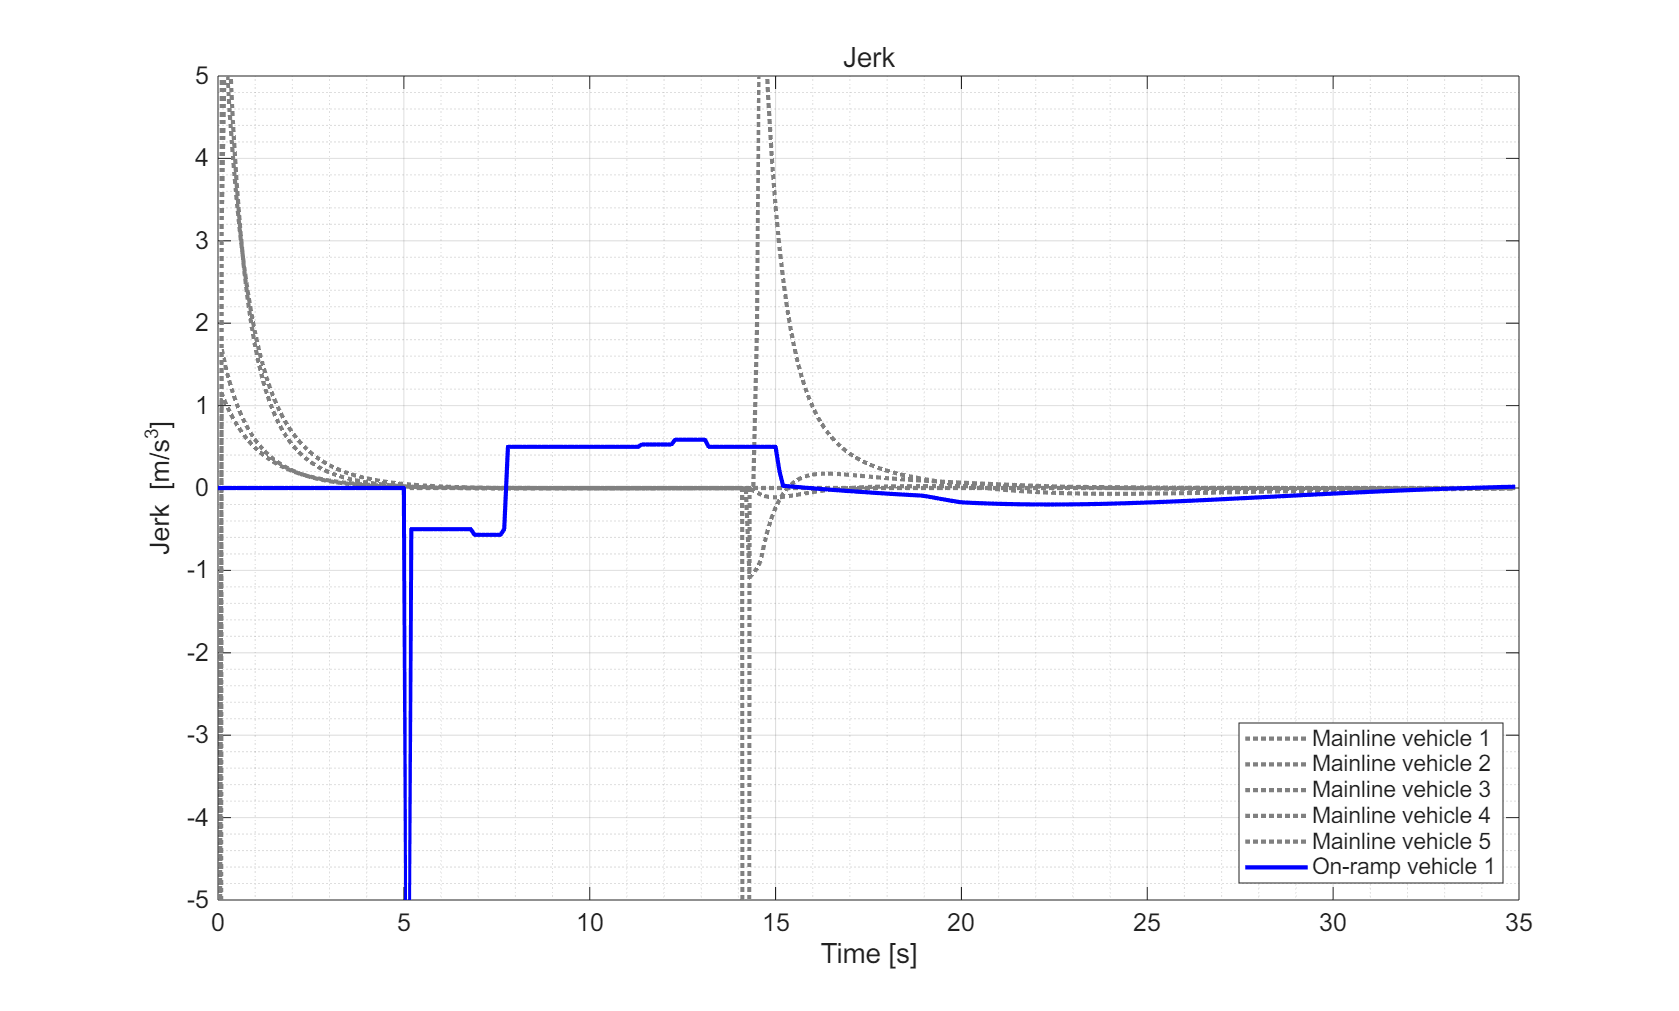 Jerk
5
4
3
2
1
0
-1
-2
-3
-4
-5
Jerk [m/s³]
0 5 10 15 20 25 30 35
Time [s]
Mainline vehicle 1
Mainline vehicle 2
Mainline vehicle 3
Mainline vehicle 4
Mainline vehicle 5
On-ramp vehicle 1